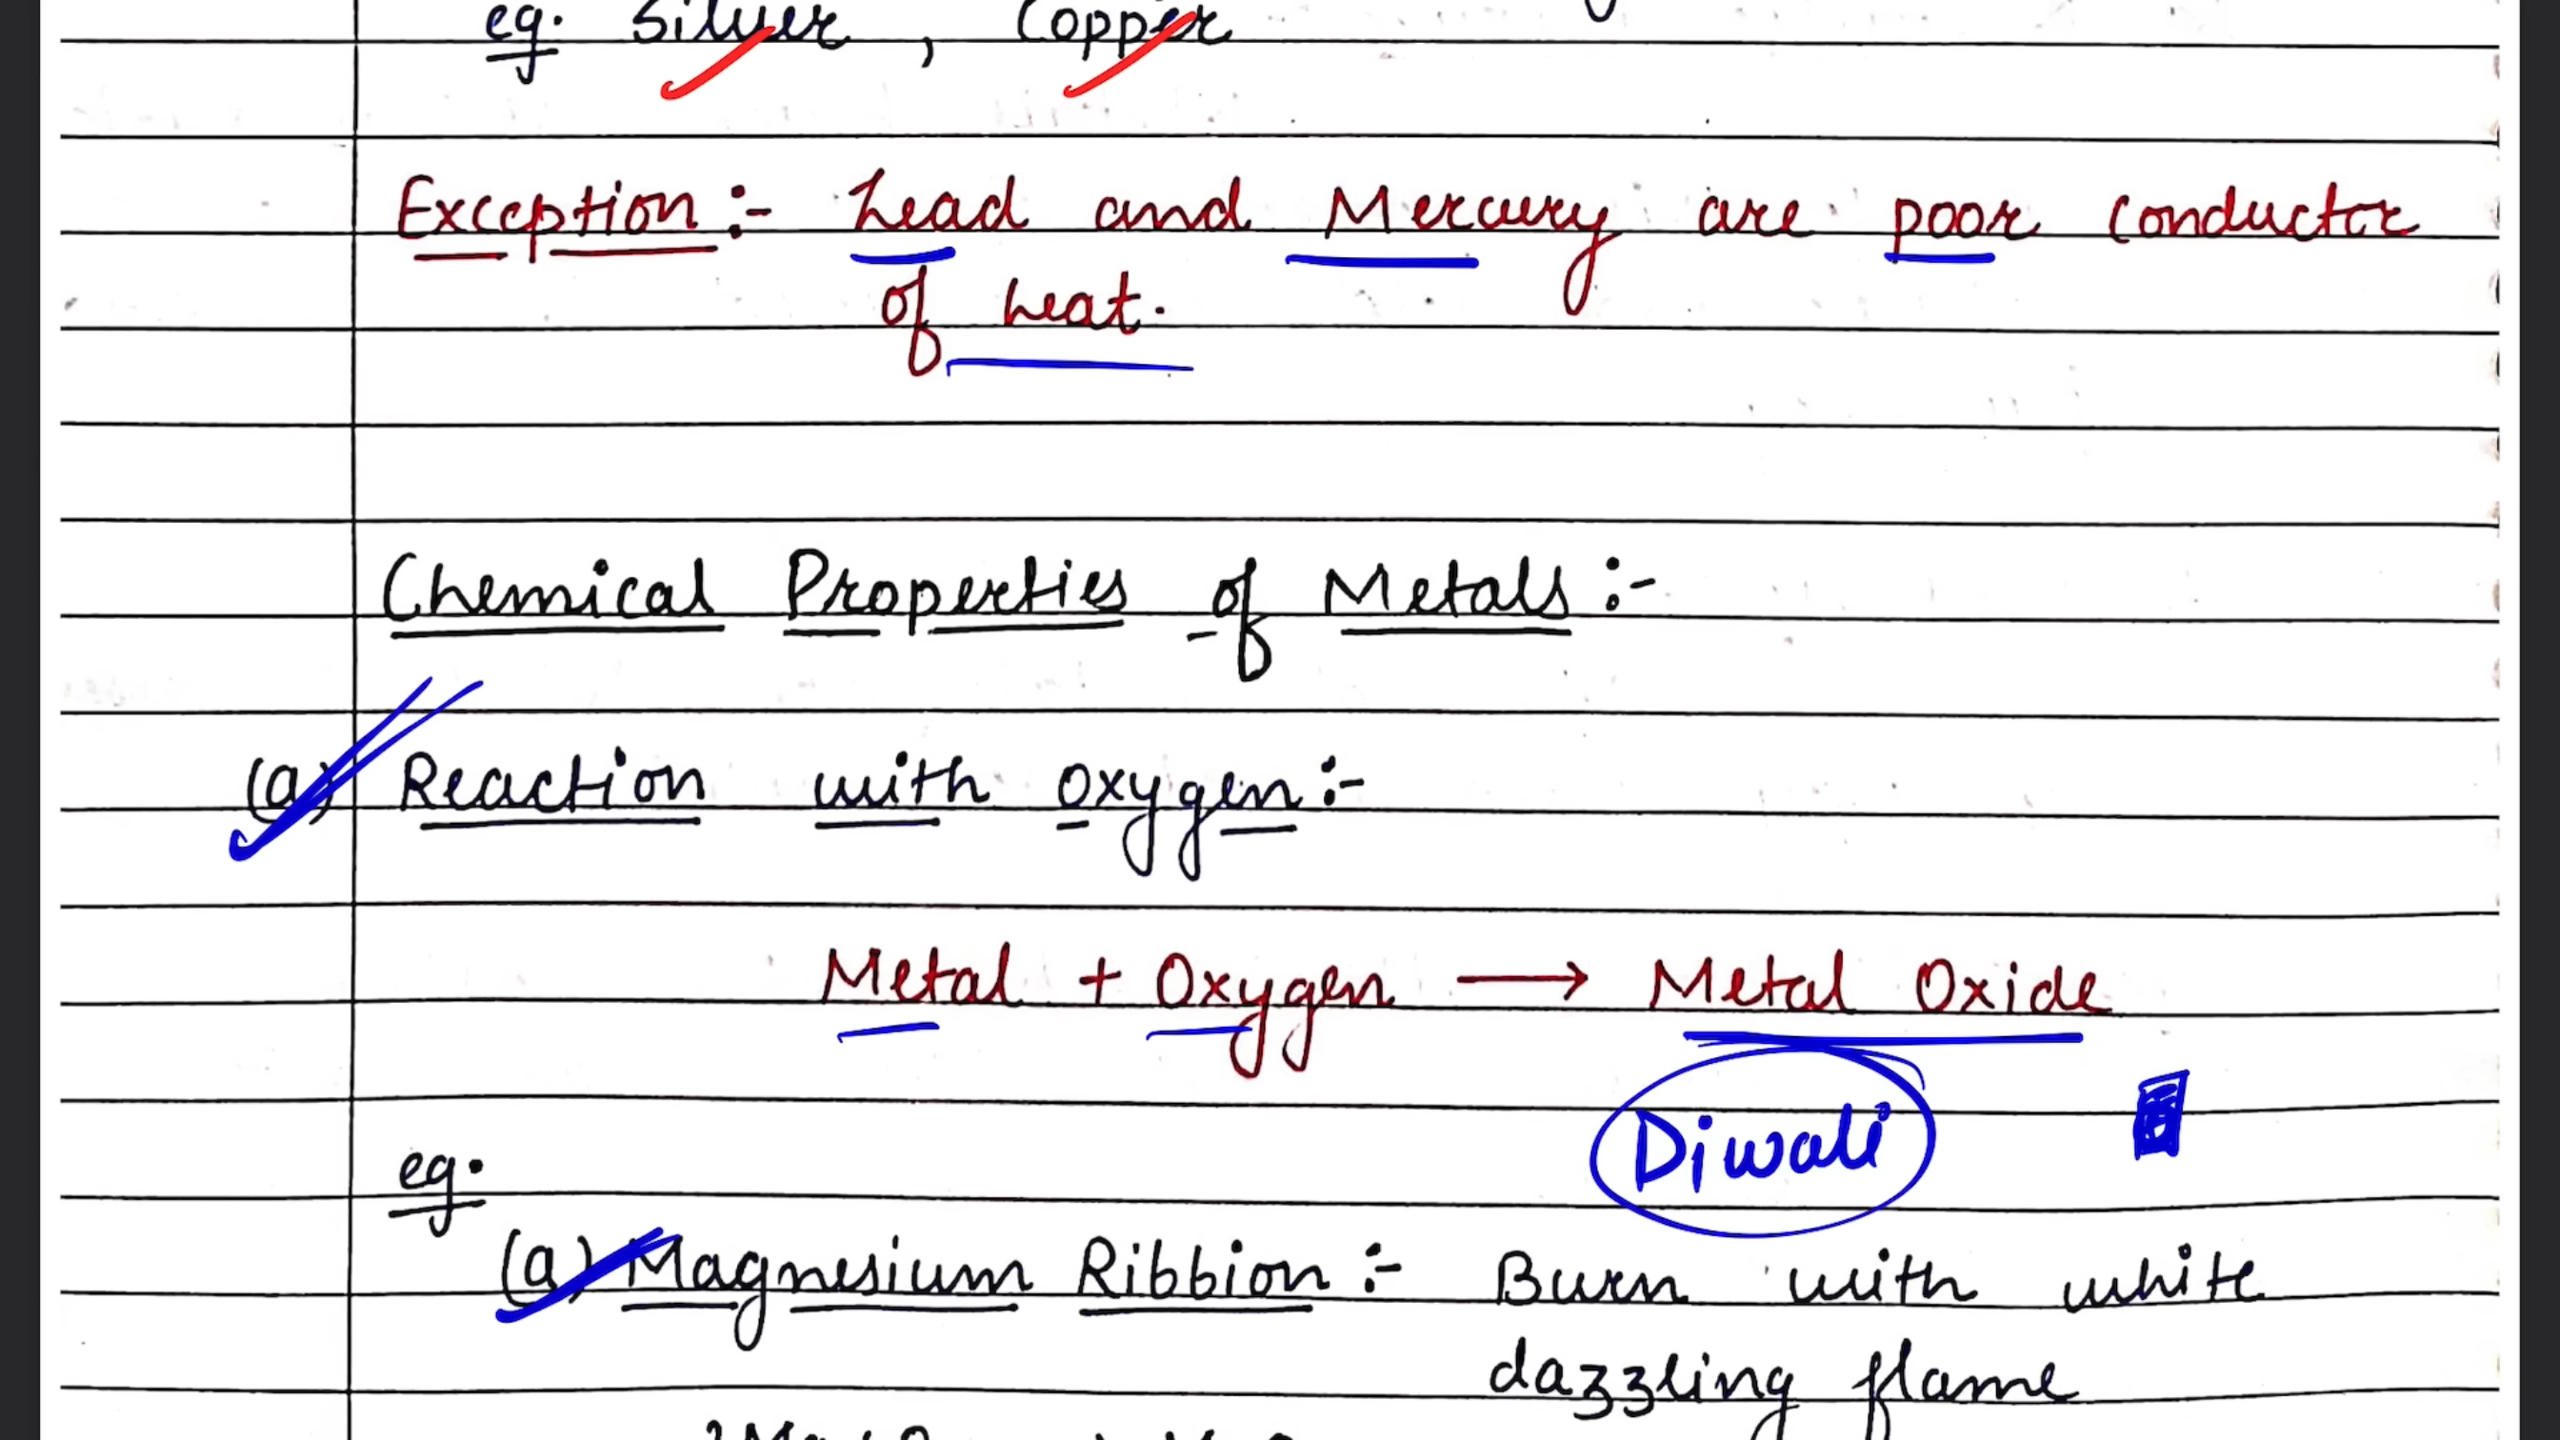 eg. Silver, Copper
Exception:- Lead and Mercury are poor conductor
of heat.
Chemical Properties of Metals:-
(a) Reaction with oxygen:-
Metal + Oxygen → Metal Oxide
Diwali
eg.
(a) Magnesium Ribbion:- Burn with white
dazzling flame